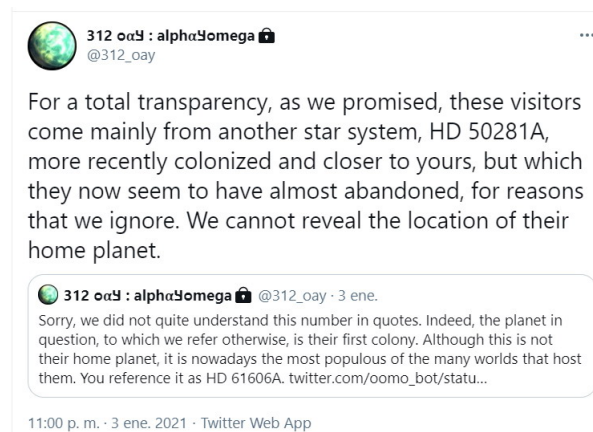 312 oαყ : alphαყomega
@312_oay
For a total transparency, as we promised, these visitors
come mainly from another star system, HD 50281A,
more recently colonized and closer to yours, but which
they now seem to have almost abandoned, for reasons
that we ignore. We cannot reveal the location of their
home planet.
312 oαყ : alphαყomega @312_oay · 3 ene.
Sorry, we did not quite understand this number in quotes. Indeed, the planet in
question, to which we refer otherwise, is their first colony. Although this is not
their home planet, it is nowadays the most populous of the many worlds that host
them. You reference it as HD 61606A. twitter.com/oomo_bot/statu...
11:00 p. m. · 3 ene. 2021 · Twitter Web App